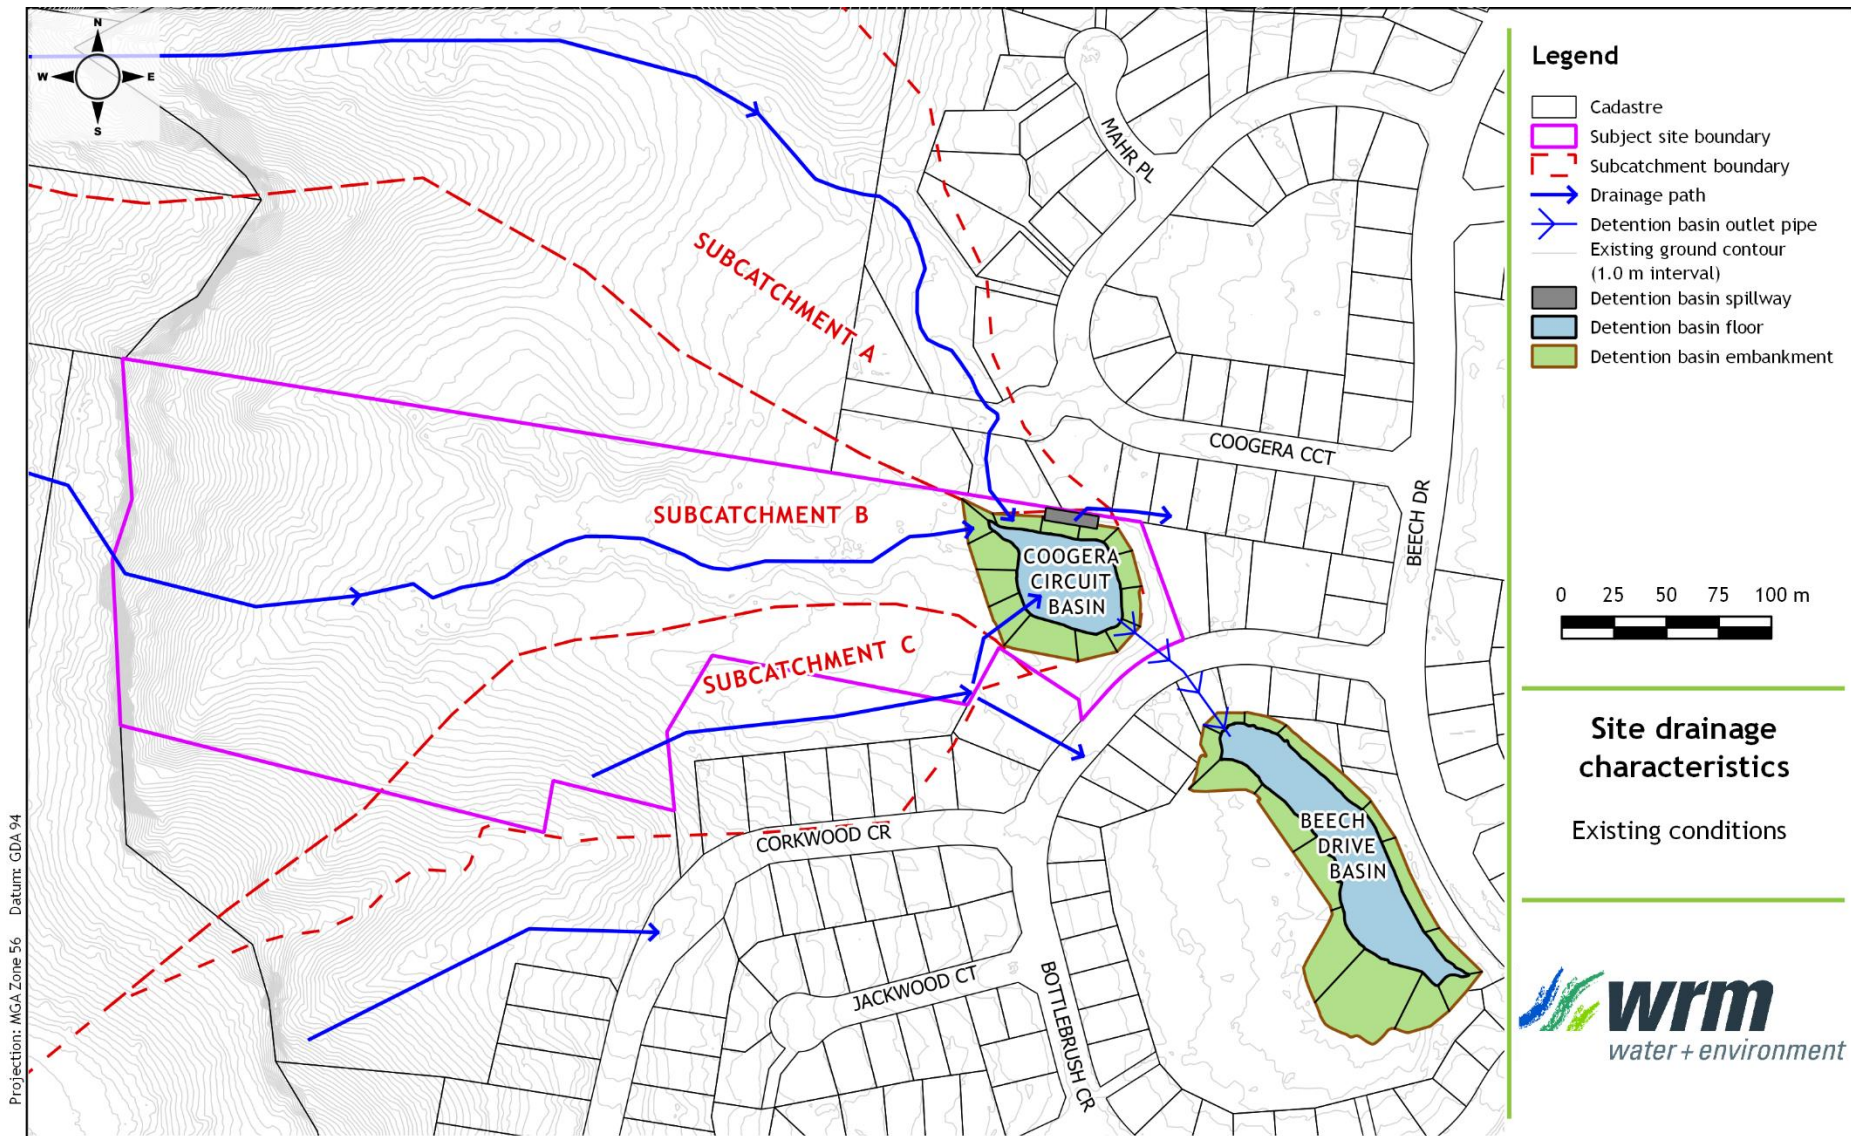 N
W E
S
MAHR PL
SUBCATCHMENT A
COOGERA CCT
BEECH DR
SUBCATCHMENT B
COOGERA
CIRCUIT
BASIN
SUBCATCHMENT C
CORKWOOD CR
BEECH
DRIVE
BASIN
JACKWOOD CT
BOTTLEBRUSH CR
Projection: MGA Zone 56 Datum: GDA 94
Legend
Cadastre
Subject site boundary
Subcatchment boundary
Drainage path
Detention basin outlet pipe
Existing ground contour
(1.0 m interval)
Detention basin spillway
Detention basin floor
Detention basin embankment
0 25 50 75 100 m
Site drainage
characteristics
Existing conditions
wrm
water + environment